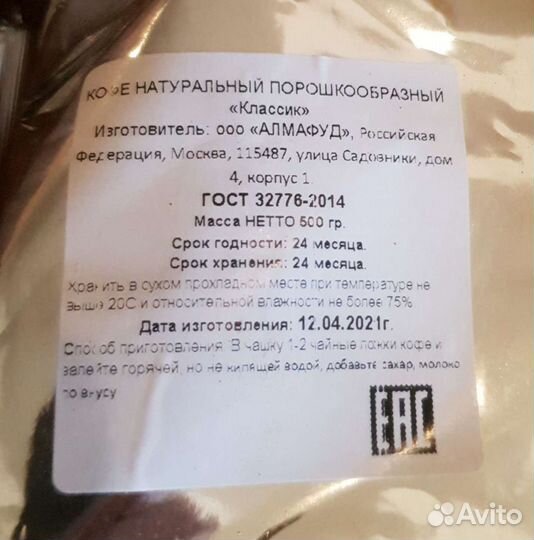 КОФЕ НАТУРАЛЬНЫЙ ПОРОШКООБРАЗНЫЙ
«Классик»
Изготовитель: ООО «АЛМАФУД», Российская
Федерация, Москва, 115487, улица Садовники, дом
4, корпус 1.
ГОСТ 32776-2014
Масса НЕТТО 500 гр.
Срок годности: 24 месяца.
Срок хранения: 24 месяца.
Хранить в сухом прохладном месте при температуре не
выше 20С и относительной влажности не более 75%
Дата изготовления: 12.04.2021г.
Способ приготовления: В чашку 1-2 чайные ложки кофе и
залейте горячей, но не кипящей водой, добавьте сахар, молоко
по вкусу
ЕАС
Avito